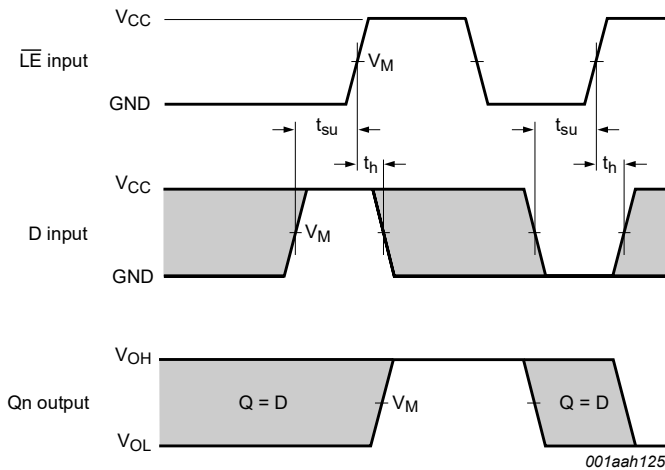 VCC
LE input
VM
GND
tsu
tsu
th
th
VCC
D input
VM
GND
VOH
Qn output
Q = D
VM
Q = D
VOL
001aah125